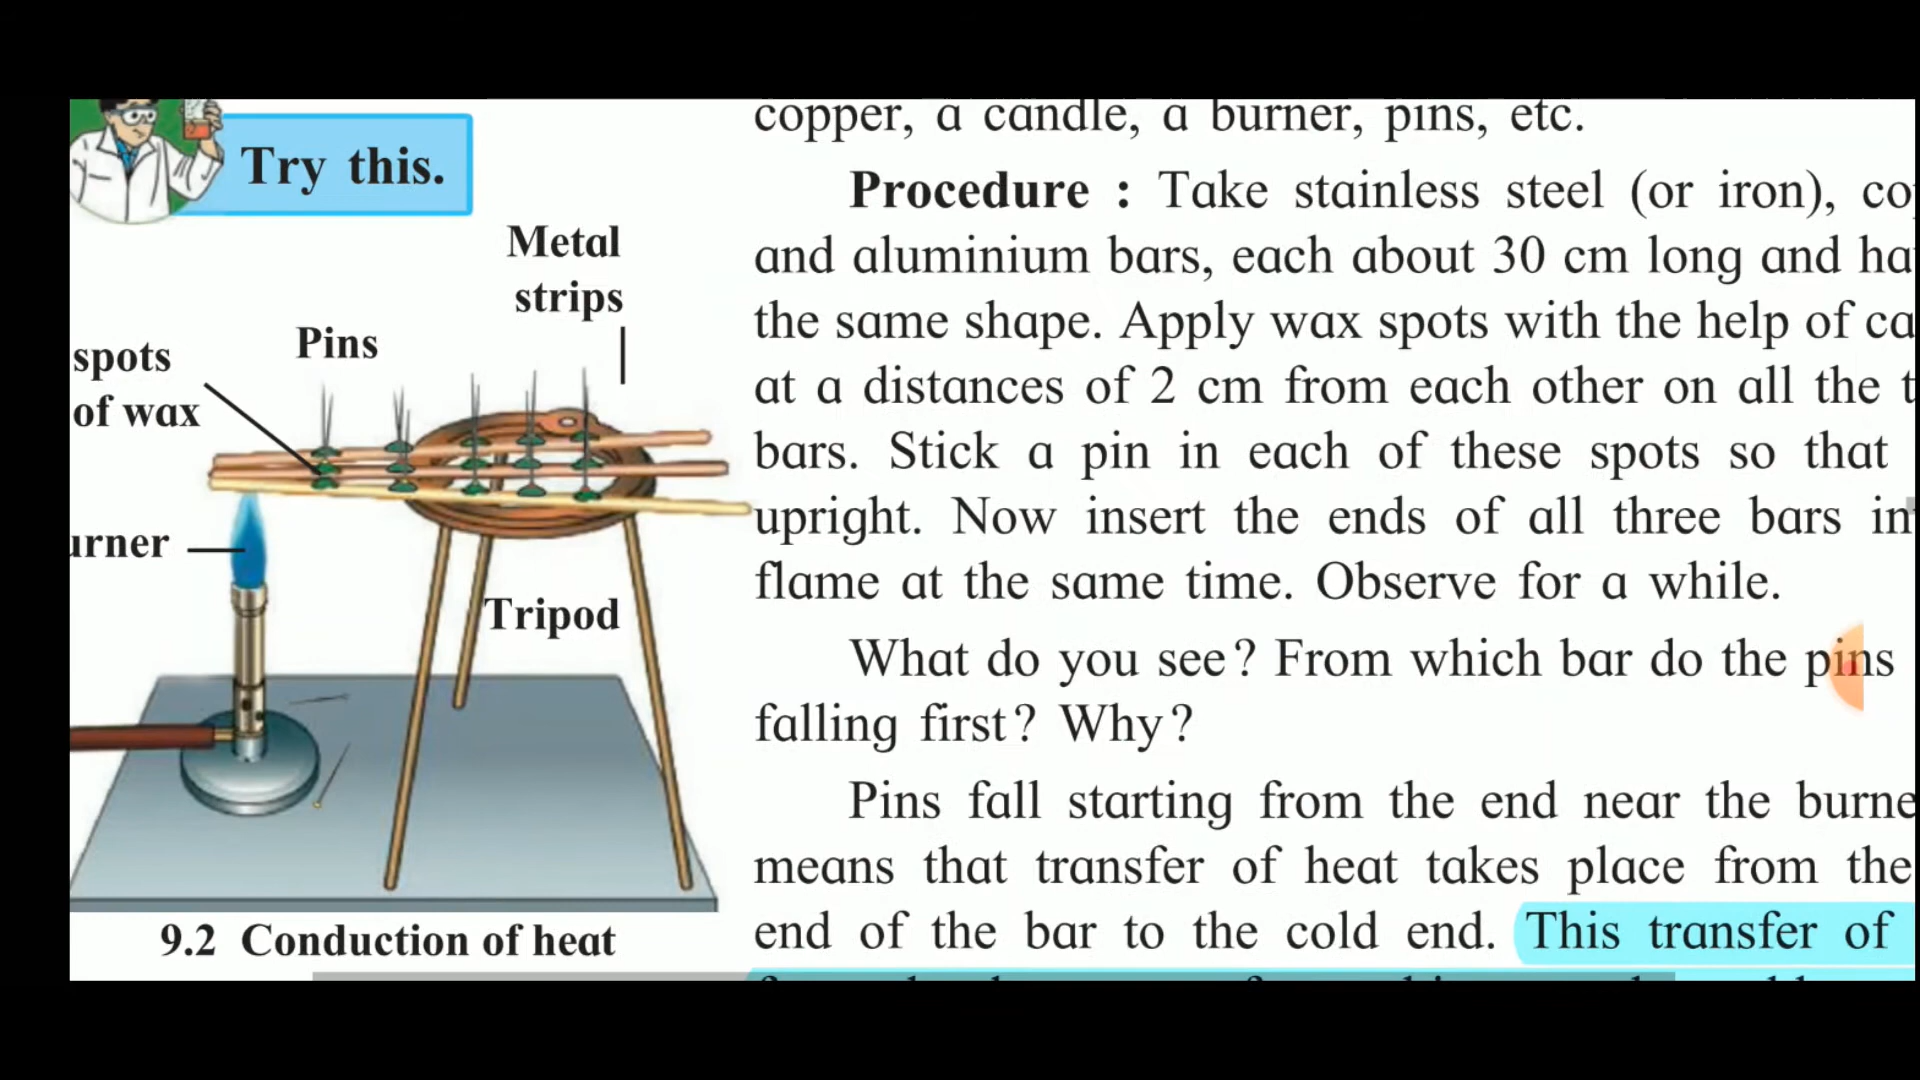 copper, a candle, a burner, pins, etc.
Try this.
Procedure : Take stainless steel (or iron),
and aluminium bars, each about 30 cm long and
the same shape. Apply wax spots with the help of
at a distances of 2 cm from each other on all the
bars. Stick a pin in each of these spots so that
upright. Now insert the ends of all three bars
flame at the same time. Observe for a while.
What do you see? From which bar do the pins
falling first? Why?
Pins fall starting from the end near the
means that transfer of heat takes place from the
end of the bar to the cold end. This transfer of
Metal
strips
Pins
spots
of wax
Tripod
9.2 Conduction of heat